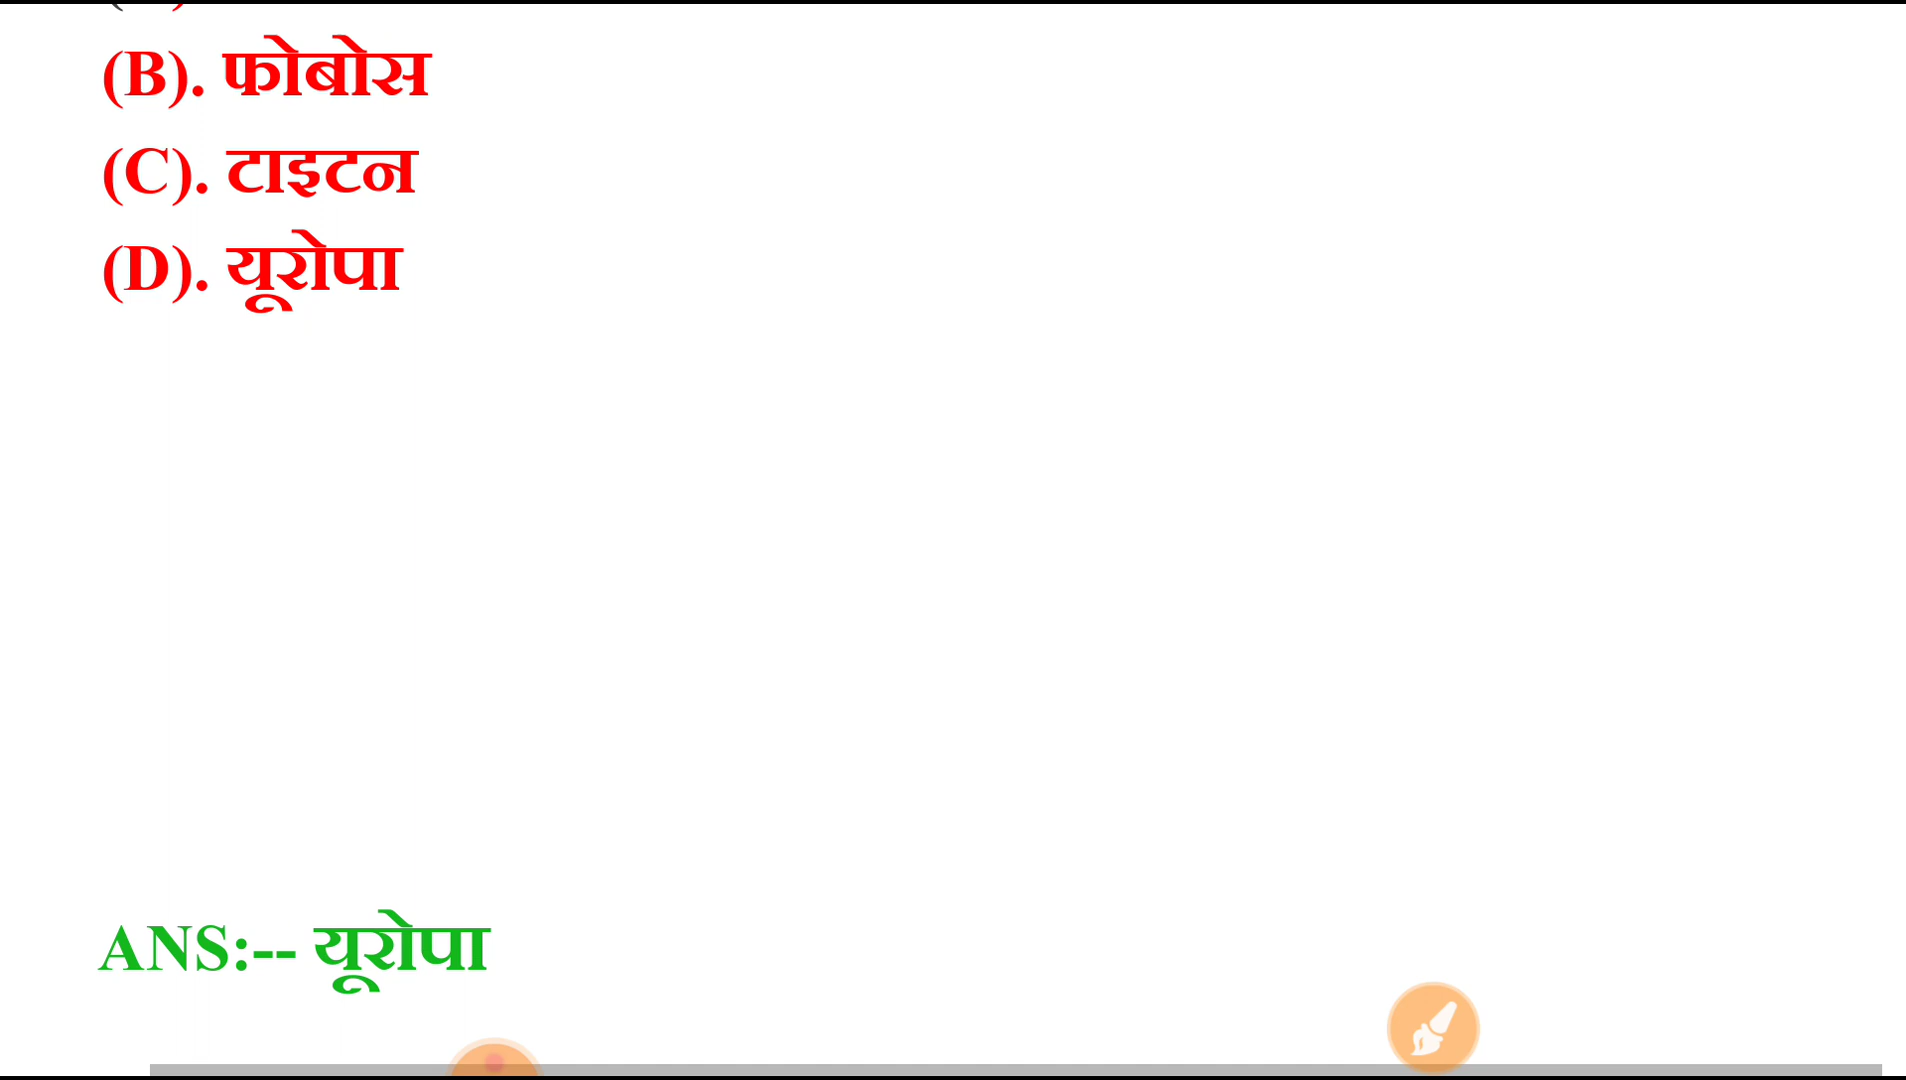 (B). फोबोस
(C). टाइटन
(D). यूरोपा
ANS:-- यूरोपा